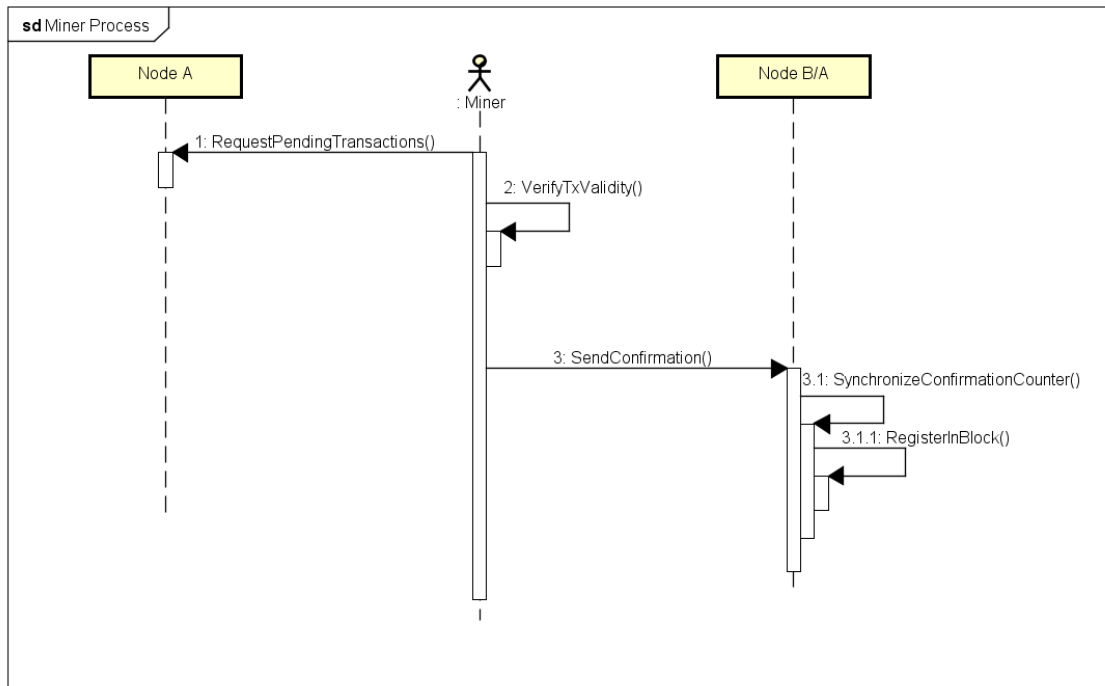 sd Miner Process
Node A
: Miner
Node B/A
1: RequestPendingTransactions()
2: VerifyTxValidity()
3: SendConfirmation()
3.1: SynchronizeConfirmationCounter()
3.1.1: RegisterInBlock()